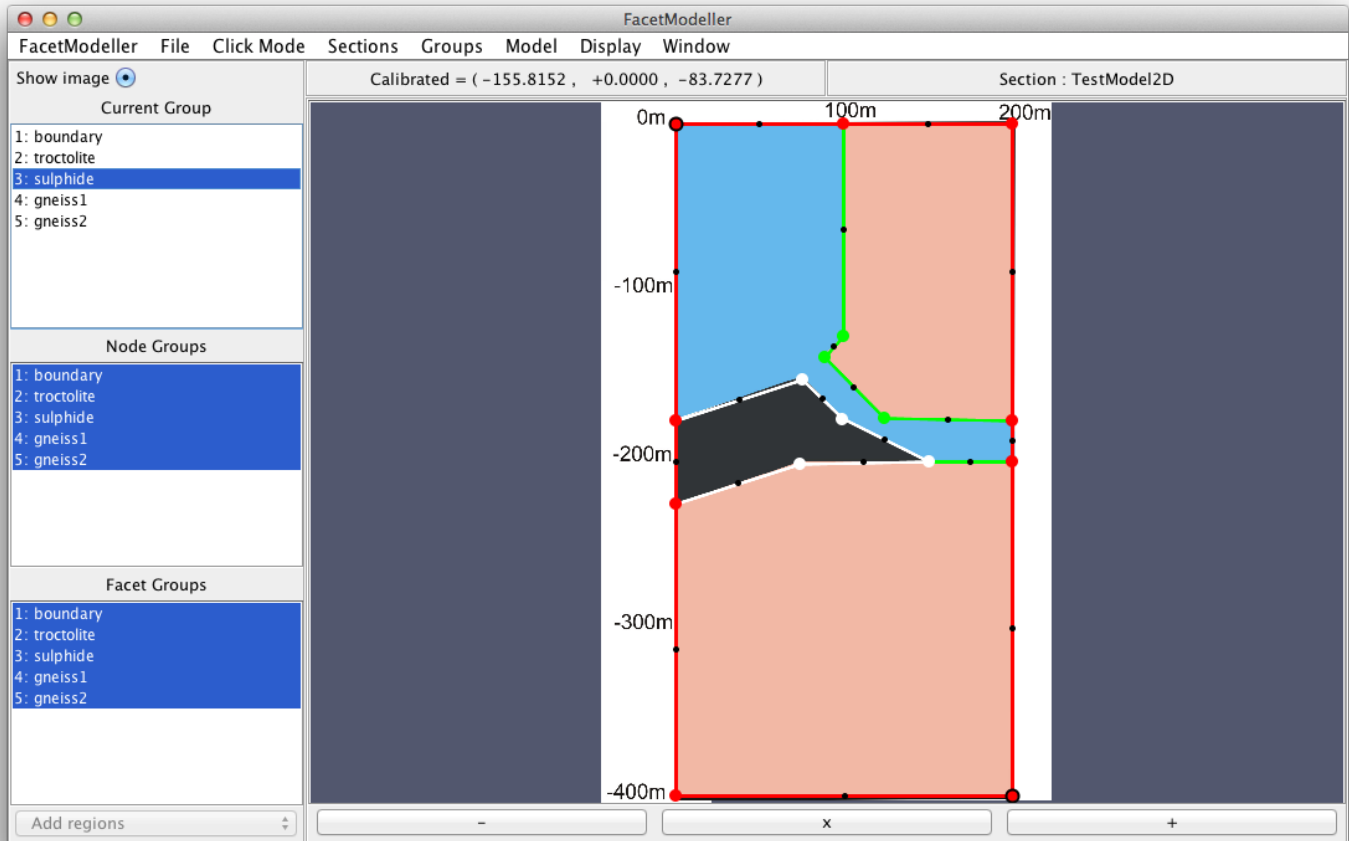 FacetModeller
FacetModeller File Click Mode Sections Groups Model Display Window
Show image
Calibrated = ( -155.8152 , +0.0000 , -83.7277 )
Section : TestModel2D
Current Group
1: boundary
2: troctolite
3: sulphide
4: gneiss1
5: gneiss2
Node Groups
1: boundary
2: troctolite
3: sulphide
4: gneiss1
5: gneiss2
Facet Groups
1: boundary
2: troctolite
3: sulphide
4: gneiss1
5: gneiss2
Add regions
0m 100m 200m
-100m
-200m
-300m
-400m
- x +